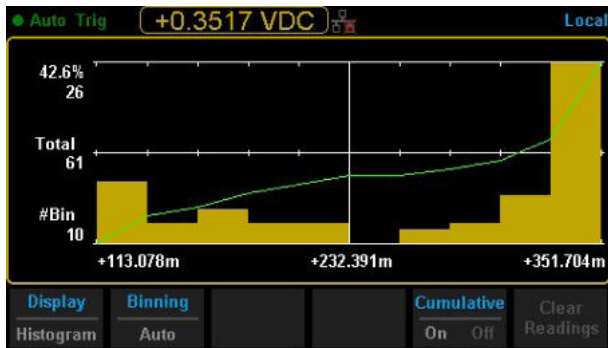 Auto Trig +0.3517 VDC Local
42.6%
26
Total
61
#Bin
10
+113.078m +232.391m +351.704m
Display Binning Cumulative Clear
Histogram Auto On Off Readings